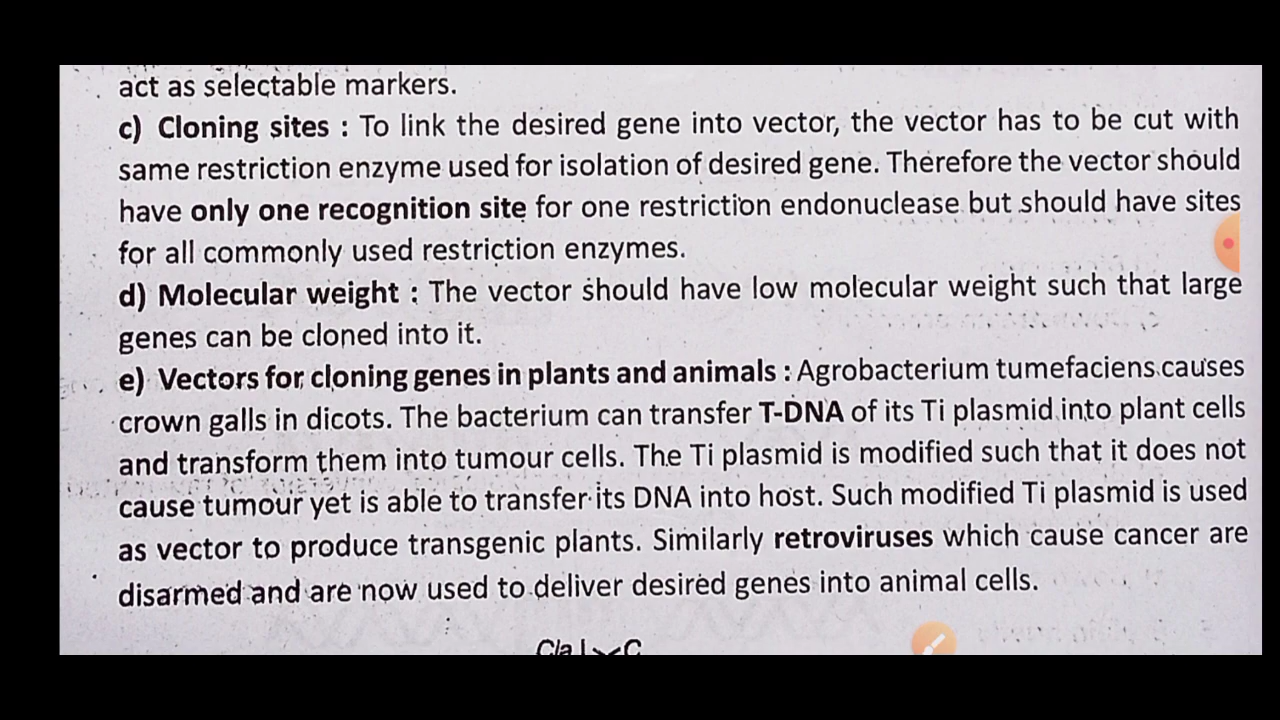 act as selectable markers.
c) Cloning sites : To link the desired gene into vector, the vector has to be cut with
same restriction enzyme used for isolation of desired gene. Therefore the vector should
have only one recognition site for one restriction endonuclease but should have sites
for all commonly used restriction enzymes.
d) Molecular weight : The vector should have low molecular weight such that large
genes can be cloned into it.
e) Vectors for cloning genes in plants and animals : Agrobacterium tumefaciens causes
crown galls in dicots. The bacterium can transfer T-DNA of its Ti plasmid into plant cells
and transform them into tumour cells. The Ti plasmid is modified such that it does not
cause tumour yet is able to transfer its DNA into host. Such modified Ti plasmid is used
as vector to produce transgenic plants. Similarly retroviruses which cause cancer are
disarmed and are now used to deliver desired genes into animal cells.